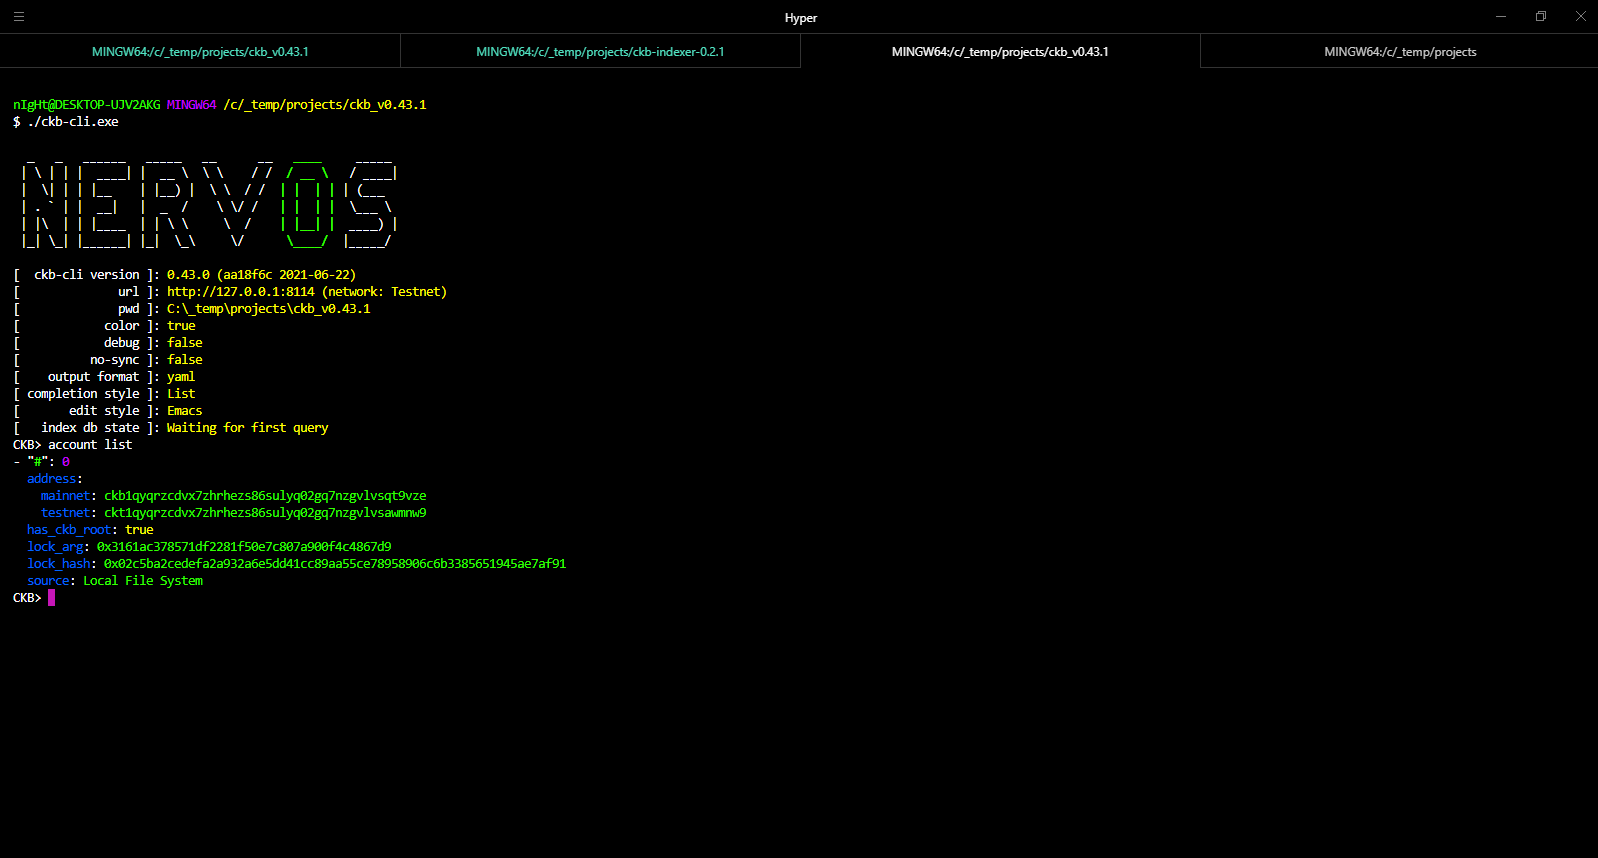 Hyper
MINGW64:/c/_temp/projects/ckb_v0.43.1
MINGW64:/c/_temp/projects/ckb-indexer-0.2.1
MINGW64:/c/_temp/projects/ckb_v0.43.1
MINGW64:/c/_temp/projects
nIgHt@DESKTOP-UJV2AKG MINGW64 /c/_temp/projects/ckb_v0.43.1
$ ./ckb-cli.exe
NERVOS
[  ckb-cli version ]: 0.43.0 (aa18f6c 2021-06-22)
[              url ]: http://127.0.0.1:8114 (network: Testnet)
[              pwd ]: C:\_temp\projects\ckb_v0.43.1
[            color ]: true
[            debug ]: false
[          no-sync ]: false
[    output format ]: yaml
[ completion style ]: List
[       edit style ]: Emacs
[   index db state ]: Waiting for first query
CKB> account list
- "#": 0
  address:
    mainnet: ckb1qyqrzcdvx7zhrhezs86sulyq02gq7nzgvlvsqt9vze
    testnet: ckt1qyqrzcdvx7zhrhezs86sulyq02gq7nzgvlvsawmnw9
  has_ckb_root: true
  lock_arg: 0x3161ac378571df2281f50e7c807a900f4c4867d9
  lock_hash: 0x02c5ba2cedefa2a932a6e5dd41cc89aa55ce78958906c6b3385651945ae7af91
  source: Local File System
CKB>